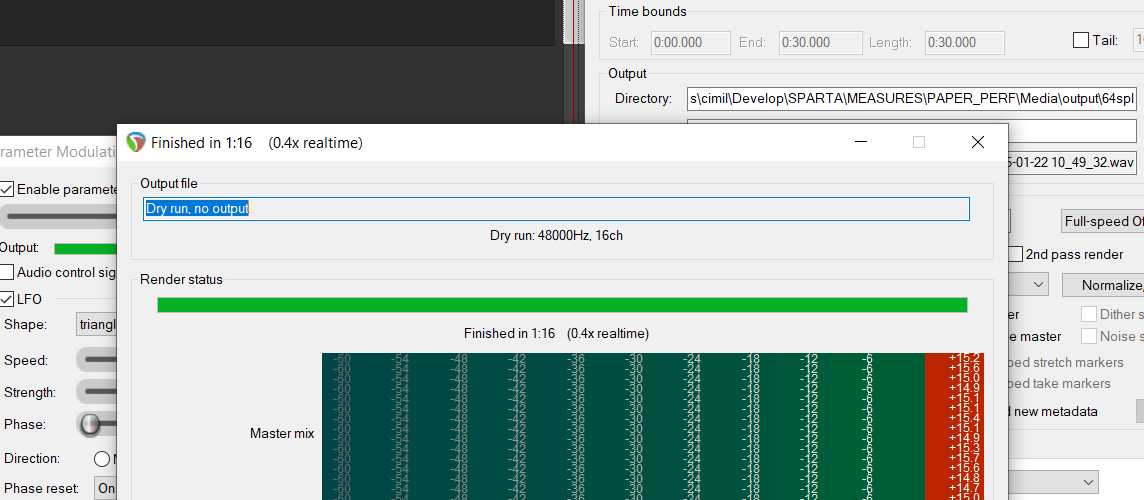 Time bounds
Start: 0:00.000 End: 0:30.000 Length: 0:30.000 Tail:
Output
Directory: s\cimil\Develop\SPARTA\MEASURES\PAPER_PERF\Media\output\64spl
Finished in 1:16 (0.4x realtime)
5-01-22 10_49_32.wav
rameter Modulati
Output file
Enable paramete
Dry run, no output
Full-speed Of
Dry run: 48000Hz, 16ch
Output:
2nd pass render
Audio control sig
Render status
Normalize,
LFO
Dither s
Shape: triangl
Finished in 1:16 (0.4x realtime)
e master
Noise s
Speed:
ped stretch markers
Strength:
ped take markers
Phase:
d new metadata
Master mix
Direction:
Phase reset: On
-60 -54 -48 -42 -36 -30 -24 -18 -12 -6 +15.2
-60 -54 -48 -42 -36 -30 -24 -18 -12 -6 +15.6
-60 -54 -48 -42 -36 -30 -24 -18 -12 -6 +15.0
-60 -54 -48 -42 -36 -30 -24 -18 -12 -6 +14.9
-60 -54 -48 -42 -36 -30 -24 -18 -12 -6 +15.1
-60 -54 -48 -42 -36 -30 -24 -18 -12 -6 +15.1
-60 -54 -48 -42 -36 -30 -24 -18 -12 -6 +15.4
-60 -54 -48 -42 -36 -30 -24 -18 -12 -6 +15.1
-60 -54 -48 -42 -36 -30 -24 -18 -12 -6 +14.9
-60 -54 -48 -42 -36 -30 -24 -18 -12 -6 +15.3
-60 -54 -48 -42 -36 -30 -24 -18 -12 -6 +15.7
-60 -54 -48 -42 -36 -30 -24 -18 -12 -6 +15.6
-60 -54 -48 -42 -36 -30 -24 -18 -12 -6 +14.8
-60 -54 -48 -42 -36 -30 -24 -18 -12 -6 +14.7
-60 -54 -48 -42 -36 -30 -24 -18 -12 -6 +15.0